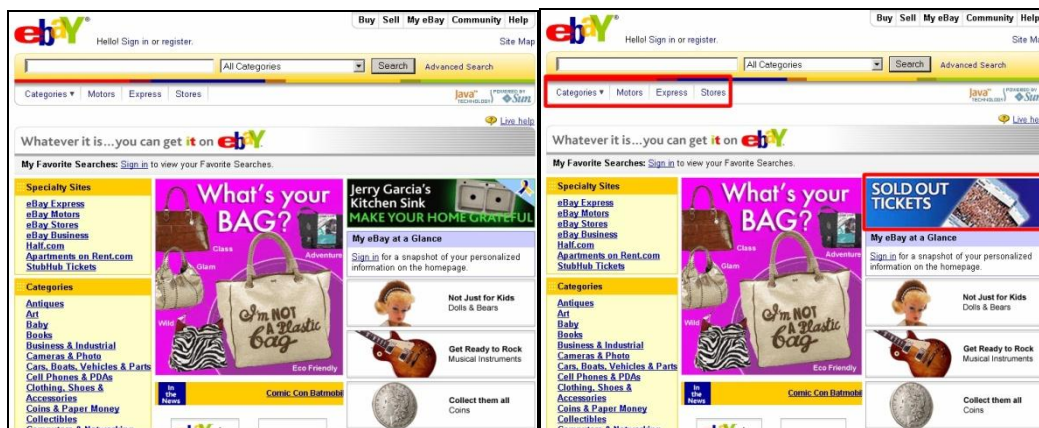 ebaY®
Buy Sell My eBay Community Help
Hello! Sign in or register.
Site Map
All Categories
Search
Advanced Search
Categories ▾ Motors Express Stores
Java™ TECHNOLOGY
POWERED BY Sun
Live help
Whatever it is...you can get it on ebaY
My Favorite Searches: Sign in to view your Favorite Searches.
Specialty Sites
eBay Express
eBay Motors
eBay Stores
eBay Business
Half.com
Apartments on Rent.com
StubHub Tickets
Categories
Antiques
Art
Baby
Books
Business & Industrial
Cameras & Photo
Cars, Boats, Vehicles & Parts
Cell Phones & PDAs
Clothing, Shoes &
Accessories
Coins & Paper Money
Collectibles
What's your
BAG?
Class
Adventure
Glam
Wild
I'm NOT
A Plastic
bag
Eco Friendly
In
the
News
Comic Con Batmobi
Jerry Garcia's
Kitchen Sink
MAKE YOUR HOME GRATEFUL
My eBay at a Glance
Sign in for a snapshot of your personalized
information on the homepage.
Not Just for Kids
Dolls & Bears
Get Ready to Rock
Musical Instruments
Collect them all
Coins
ebaY®
Buy Sell My eBay Community Help
Hello! Sign in or register.
Site Ma
All Categories
Search
Advanced Search
Categories ▾ Motors Express Stores
Java™ TECHNOLOGY
POWERED BY Sun
Live help
Whatever it is...you can get it on ebaY
My Favorite Searches: Sign in to view your Favorite Searches.
Specialty Sites
eBay Express
eBay Motors
eBay Stores
eBay Business
Half.com
Apartments on Rent.com
StubHub Tickets
Categories
Antiques
Art
Baby
Books
Business & Industrial
Cameras & Photo
Cars, Boats, Vehicles & Parts
Cell Phones & PDAs
Clothing, Shoes &
Accessories
Coins & Paper Money
Collectibles
What's your
BAG?
Class
Adventure
Glam
Wild
I'm NOT
A Plastic
bag
Eco Friendly
In
the
News
Comic Con Batmobi
SOLD OUT
TICKETS
My eBay at a Glance
Sign in for a snapshot of your personalized
information on the homepage.
Not Just for Kids
Dolls & Bears
Get Ready to Rock
Musical Instruments
Collect them all
Coins